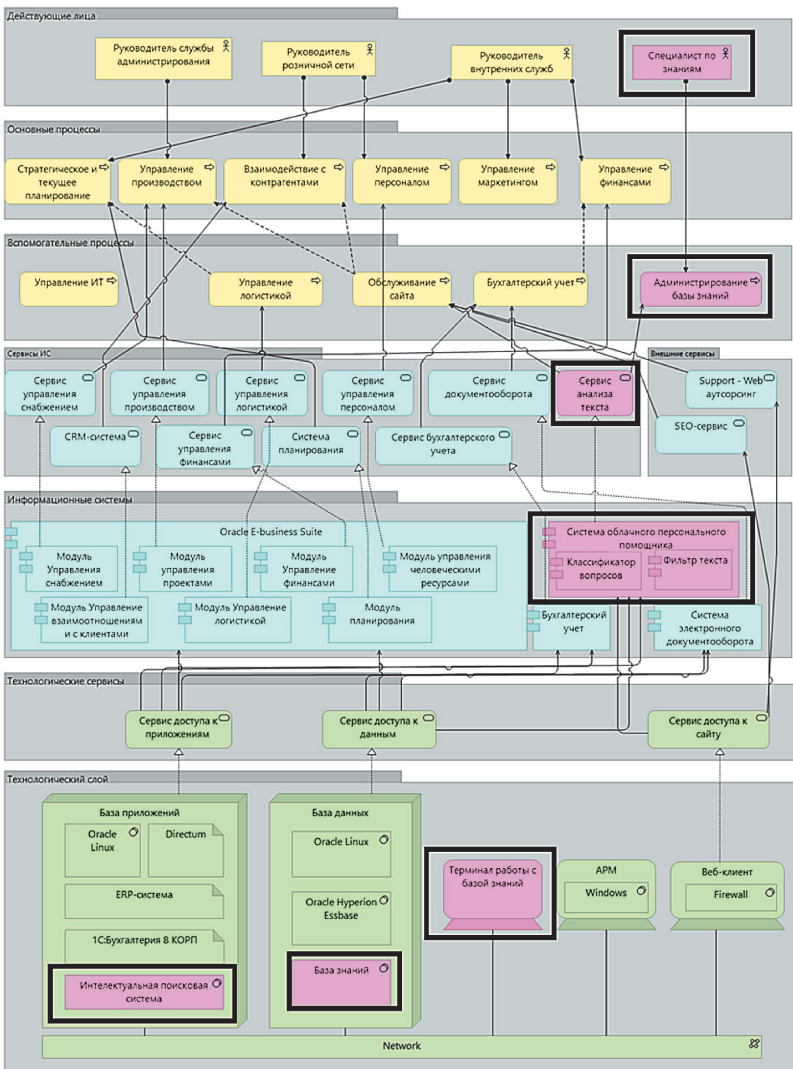 Действующие лица
Руководитель службы
администрирования
Руководитель
розничной сети
Руководитель
внутренних служб
Специалист по
знаниям
Основные процессы
Стратегическое и
текущее
планирование
Управление
производством
Взаимодействие с
контрагентами
Управление
персоналом
Управление
маркетингом
Управление
финансами
Вспомогательные процессы
Управление ИТ
Управление
логистикой
Обслуживание
сайта
Бухгалтерский учет
Администрирование
базы знаний
Сервисы ИС
Внешние сервисы
Сервис
управления
снабжением
Сервис
управления
производством
Сервис
управления
логистикой
Сервис
управления
персоналом
Сервис
документооборота
Сервис
анализа
текста
Support - Web
аутсорсинг
CRM-система
Сервис
управления
финансами
Система
планирования
Сервис бухгалтерского
учета
SEO-сервис
Информационные системы
Oracle E-business Suite
Модуль
Управления
снабжением
Модуль
управления
проектами
Модуль
Управления
финансами
Модуль управления
человеческими
ресурсами
Модуль Управление
взаимоотношениям
и с клиентами
Модуль Управление
логистикой
Модуль
планирования
Система облачного персонального
помощника
Классификатор
вопросов
Фильтр текста
Бухгалтерский
учет
Система
электронного
документооборота
Технологические сервисы
Сервис доступа к
приложениям
Сервис доступа к
данным
Сервис доступа к
сайту
Технологический слой
База приложений
Oracle
Linux
Directum
ERP-система
1С:Бухгалтерия 8 КОРП
Интелектуальная поисковая
система
База данных
Oracle Linux
Oracle Hyperion
Essbase
База знаний
Терминал работы с
базой знаний
АРМ
Windows
Веб-клиент
Firewall
Network